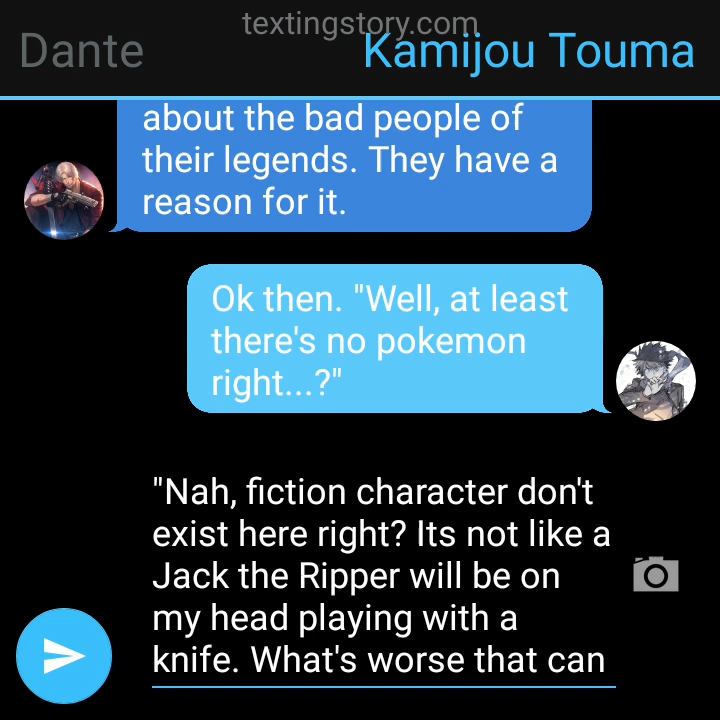 textingstory.com
Dante
Kamijou Touma
about the bad people of
their legends. They have a
reason for it.
Ok then. "Well, at least
there's no pokemon
right...?"
"Nah, fiction character don't
exist here right? Its not like a
Jack the Ripper will be on
my head playing with a
knife. What's worse that can